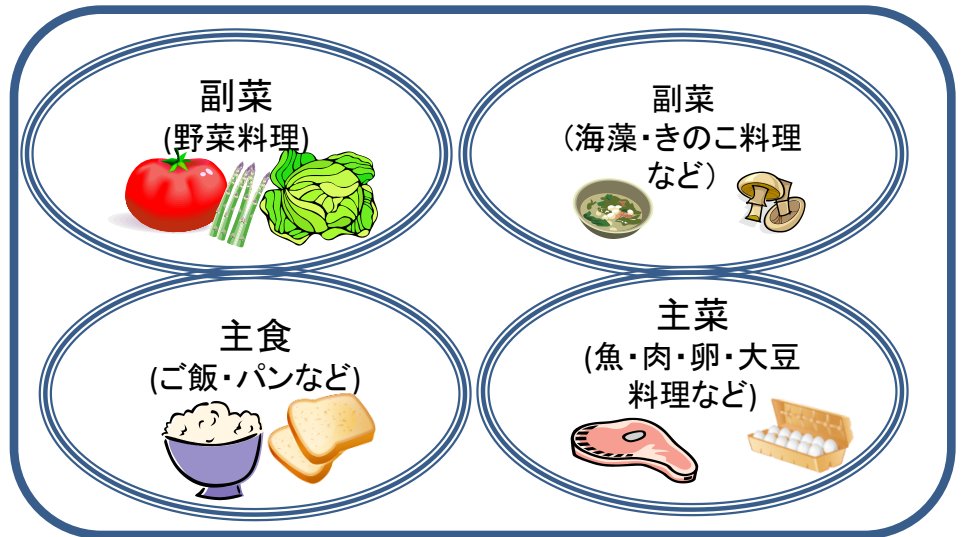 副菜
(野菜料理)
副菜
（海藻・きのこ料理
など）
主食
(ご飯・パンなど)
主菜
(魚・肉・卵・大豆
料理など)